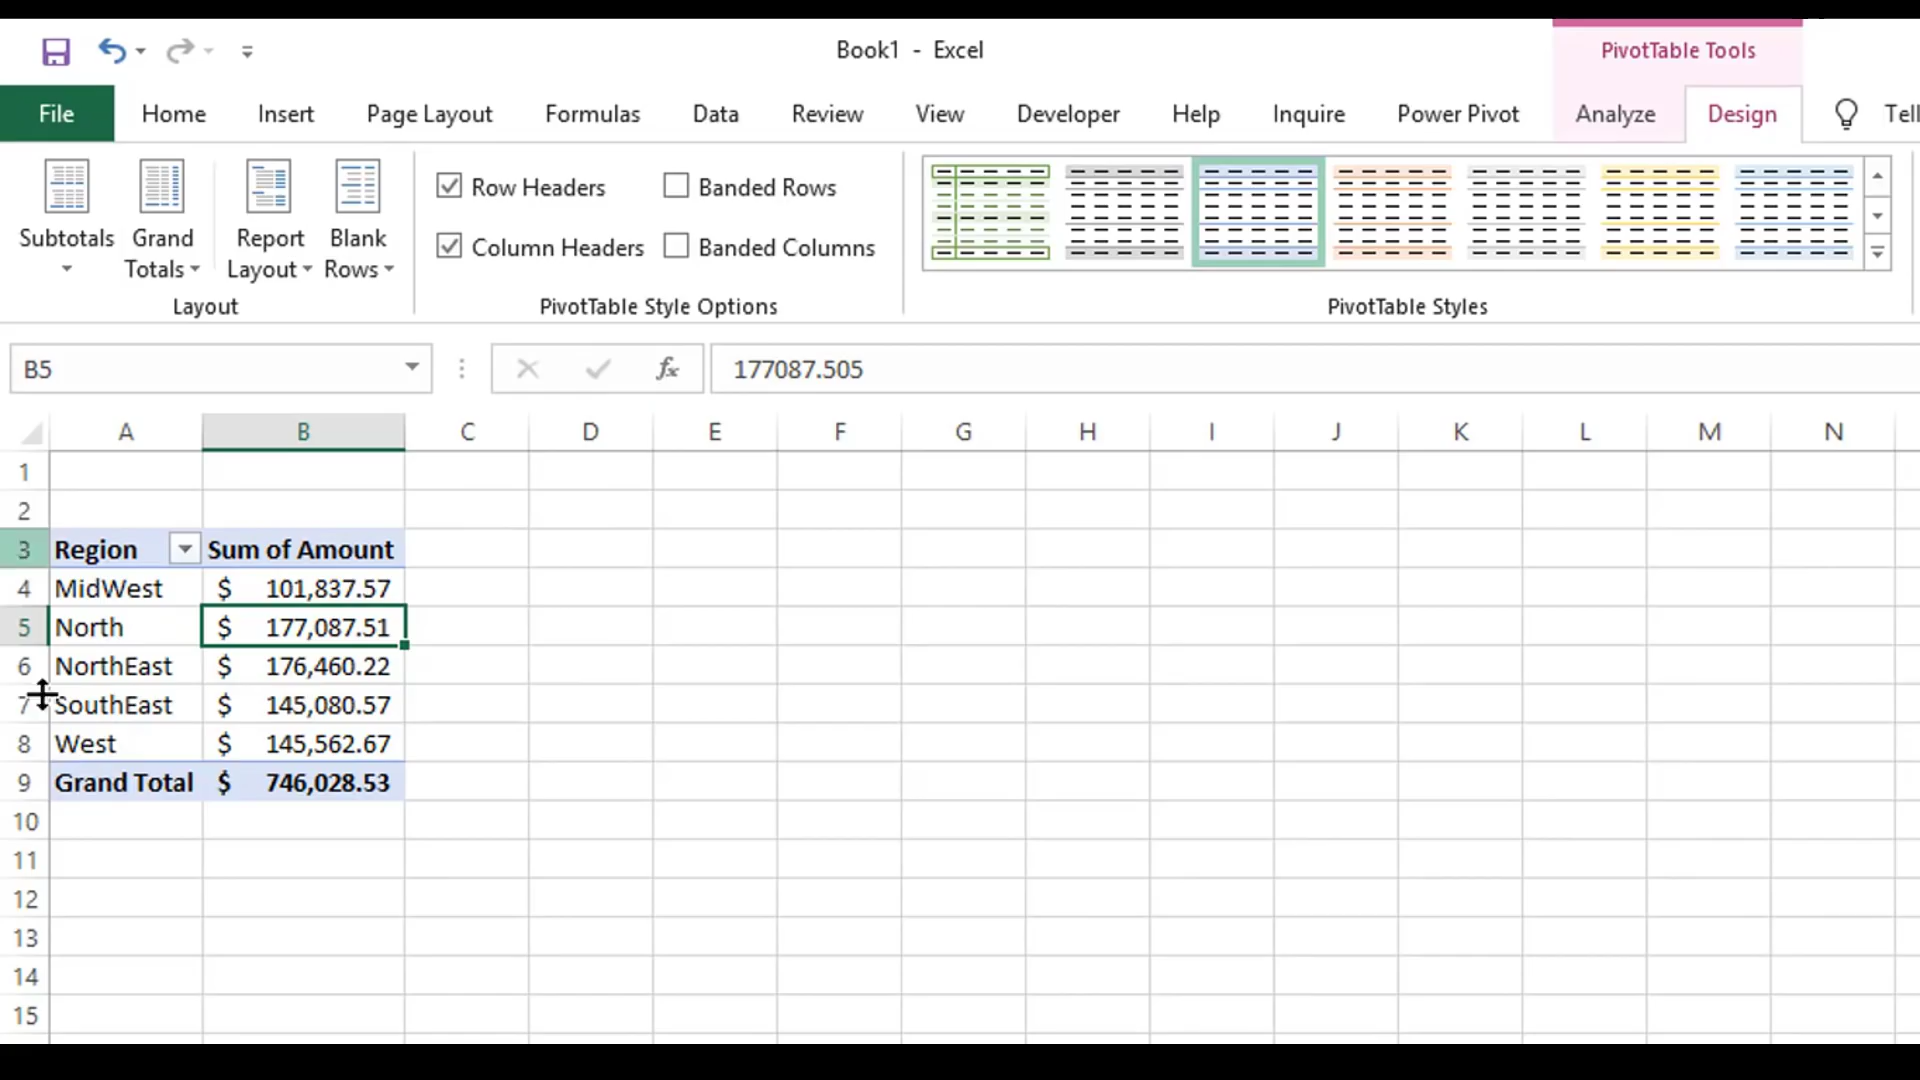 Book1 - Excel
PivotTable Tools
File Home Insert Page Layout Formulas Data Review View Developer Help Inquire Power Pivot Analyze Design Tell
Subtotals
Grand Totals
Report Layout
Blank Rows
Layout
Row Headers
Banded Rows
Column Headers
Banded Columns
PivotTable Style Options
PivotTable Styles
B5
fx
177087.505
A B C D E F G H I J K L M N
1
2
3 Region Sum of Amount
4 MidWest $ 101,837.57
5 North $ 177,087.51
6 NorthEast $ 176,460.22
7 SouthEast $ 145,080.57
8 West $ 145,562.67
9 Grand Total $ 746,028.53
10
11
12
13
14
15